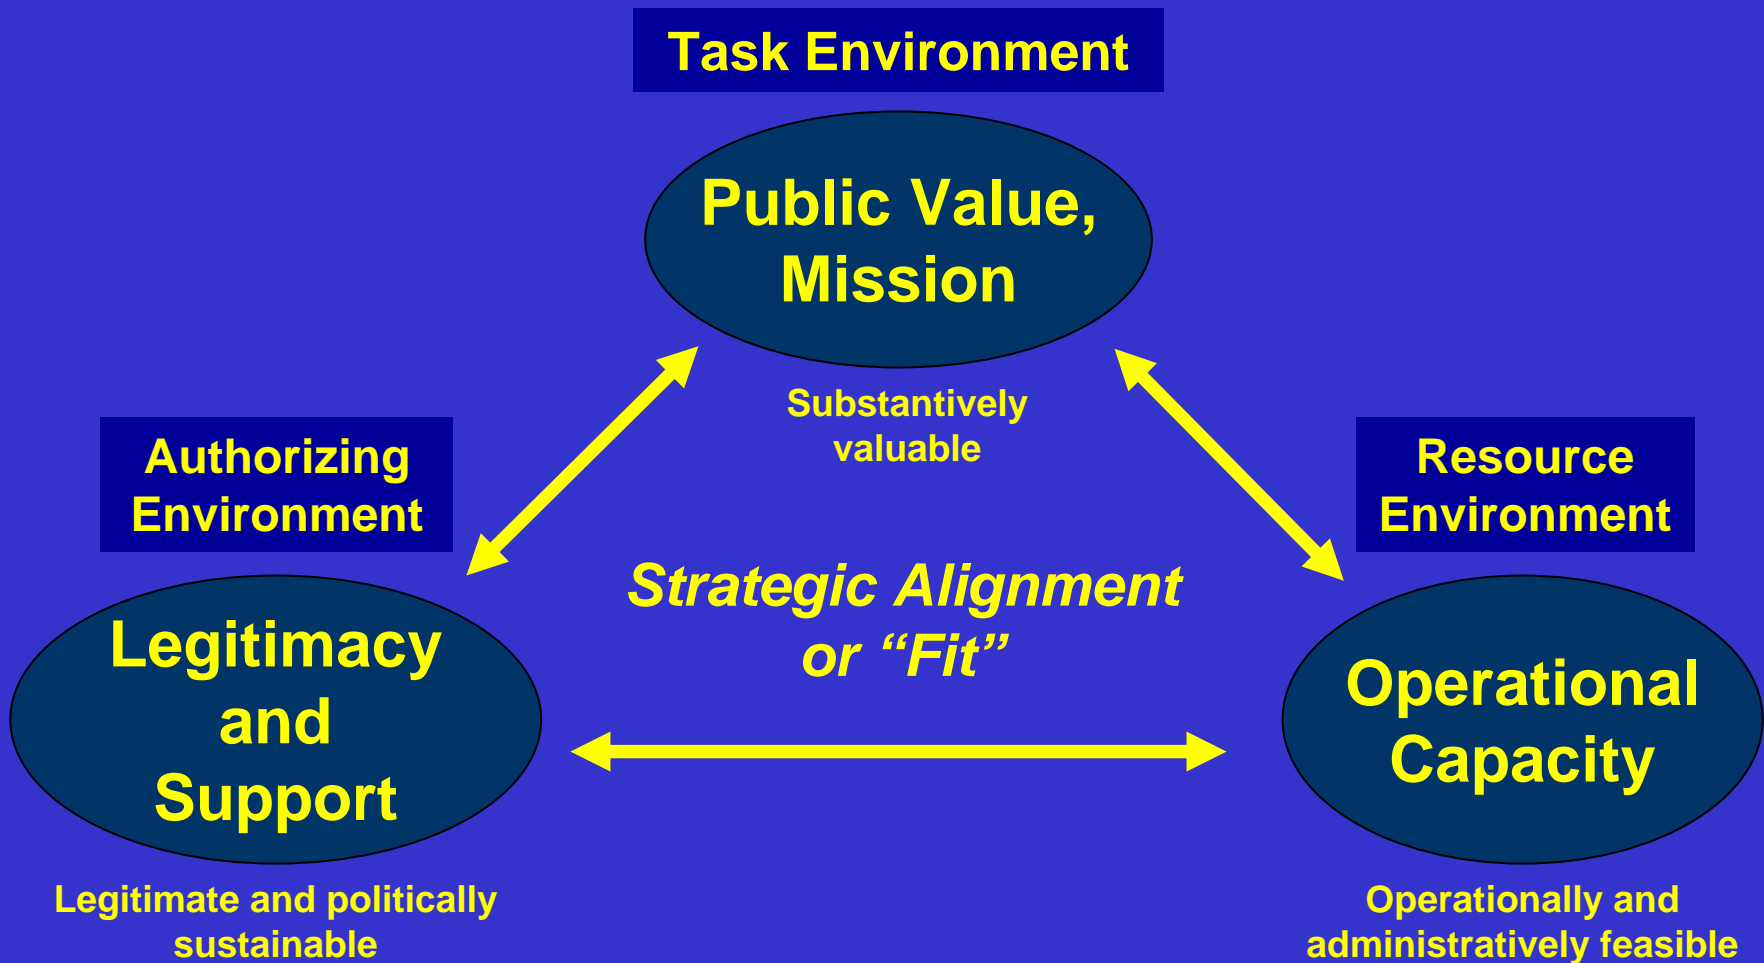 Task Environment
Public Value,
Mission
Substantively
valuable
Authorizing
Environment
Resource
Environment
Strategic Alignment
or “Fit”
Legitimacy
and
Support
Operational
Capacity
Legitimate and politically
sustainable
Operationally and
administratively feasible